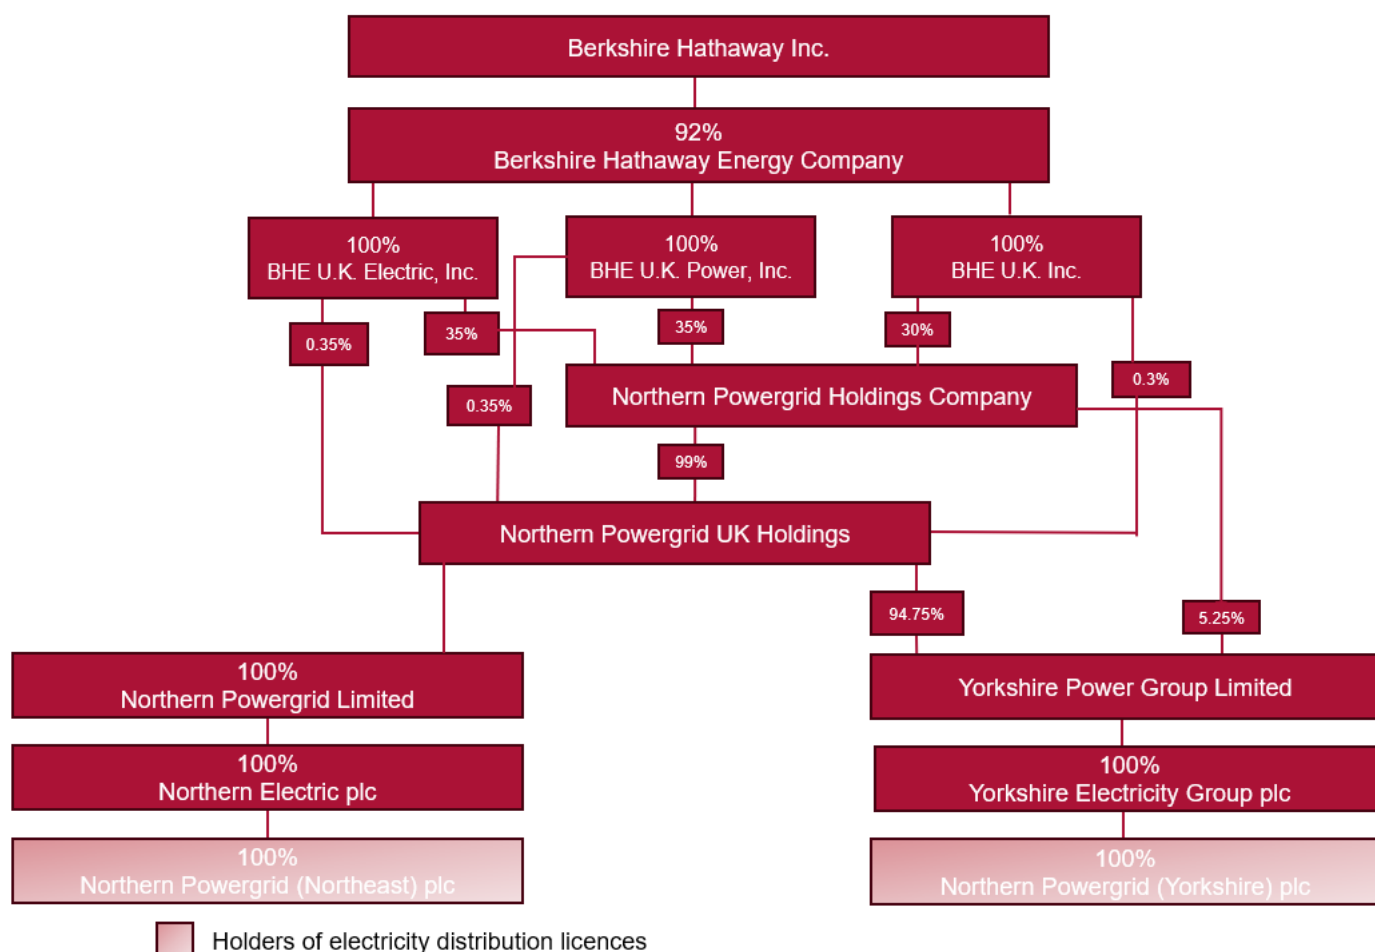 Berkshire Hathaway Inc.
92%
Berkshire Hathaway Energy Company
100%
BHE U.K. Electric, Inc.
100%
BHE U.K. Power, Inc.
100%
BHE U.K. Inc.
0.35%
35%
35%
30%
0.35%
0.3%
Northern Powergrid Holdings Company
99%
Northern Powergrid UK Holdings
94.75%
5.25%
100%
Northern Powergrid Limited
Yorkshire Power Group Limited
100%
Northern Electric plc
100%
Yorkshire Electricity Group plc
100%
Northern Powergrid (Northeast) plc
100%
Northern Powergrid (Yorkshire) plc
Holders of electricity distribution licences